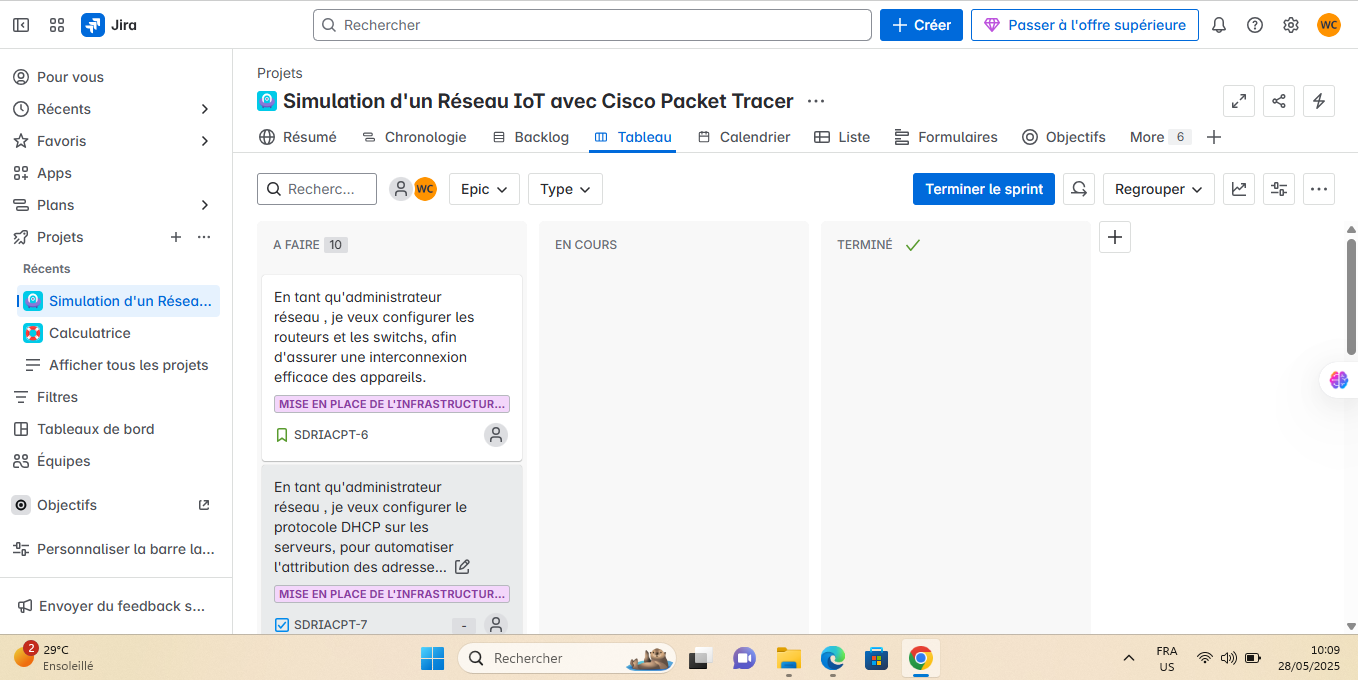 Jira
Rechercher
Créer
Passer à l'offre supérieure
WC
Pour vous
Récents
Favoris
Apps
Plans
Projets
Récents
Simulation d'un Résea...
Calculatrice
Afficher tous les projets
Filtres
Tableaux de bord
Équipes
Objectifs
Personnaliser la barre la...
Envoyer du feedback s...
Projets
Simulation d'un Réseau IoT avec Cisco Packet Tracer
Résumé
Chronologie
Backlog
Tableau
Calendrier
Liste
Formulaires
Objectifs
More 6
Recherc...
WC
Epic
Type
Terminer le sprint
Regrouper
A FAIRE 10
En tant qu'administrateur
réseau , je veux configurer les
routeurs et les switchs, afin
d'assurer une interconnexion
efficace des appareils.
MISE EN PLACE DE L'INFRASTRUCTUR...
SDRIACPT-6
En tant qu'administrateur
réseau , je veux configurer le
protocole DHCP sur les
serveurs, pour automatiser
l'attribution des adresse...
MISE EN PLACE DE L'INFRASTRUCTUR...
SDRIACPT-7
-
EN COURS
TERMINÉ
2
29°C
Ensoleillé
Rechercher
FRA
US
10:09
28/05/2025